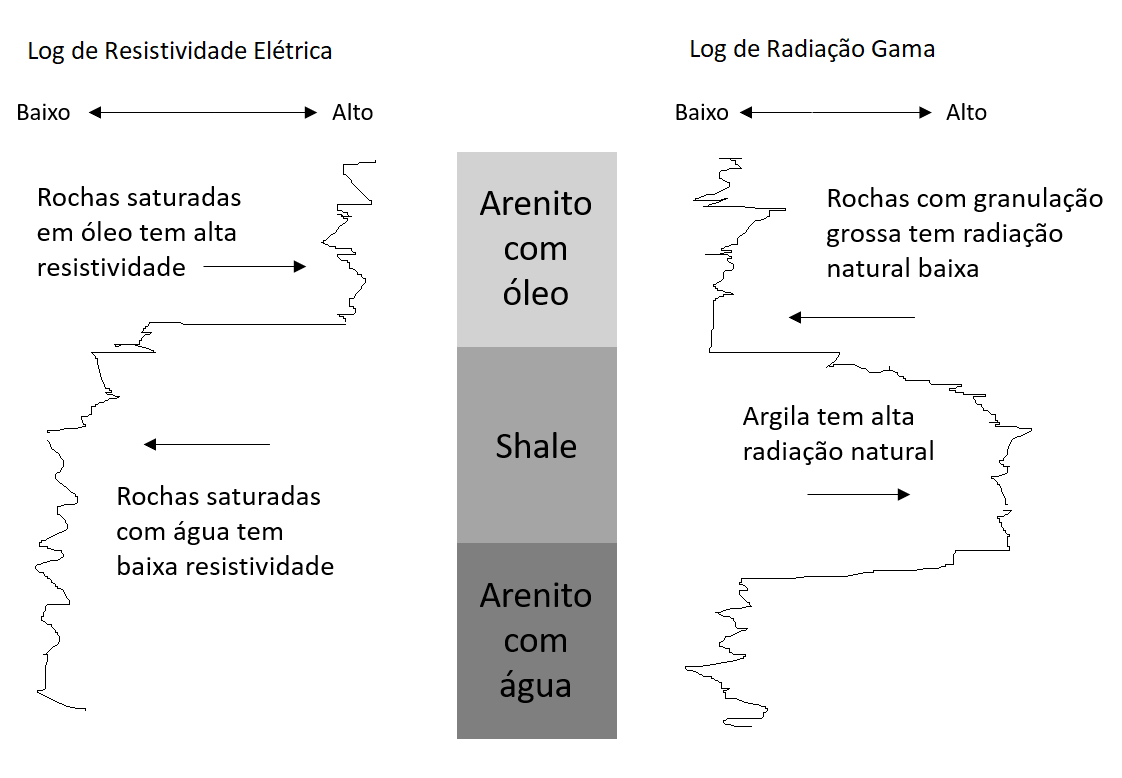 Log de Resistividade Elétrica
Baixo
Alto
Rochas saturadas
em óleo tem alta
resistividade
Rochas saturadas
com água tem
baixa resistividade
Arenito
com
óleo
Shale
Arenito
com
água
Log de Radiação Gama
Baixo
Alto
Rochas com granulação
grossa tem radiação
natural baixa
Argila tem alta
radiação natural